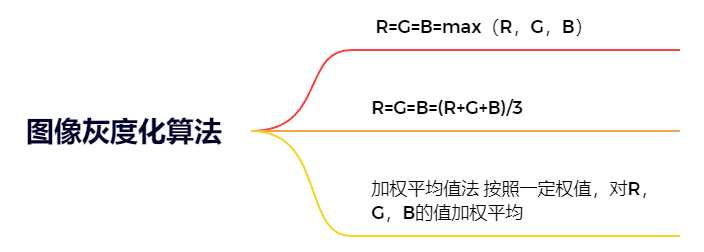 R=G=B=max（R，G，B）
图像灰度化算法
R=G=B=(R+G+B)/3
加权平均值法 按照一定权值，对R，
G，B的值加权平均